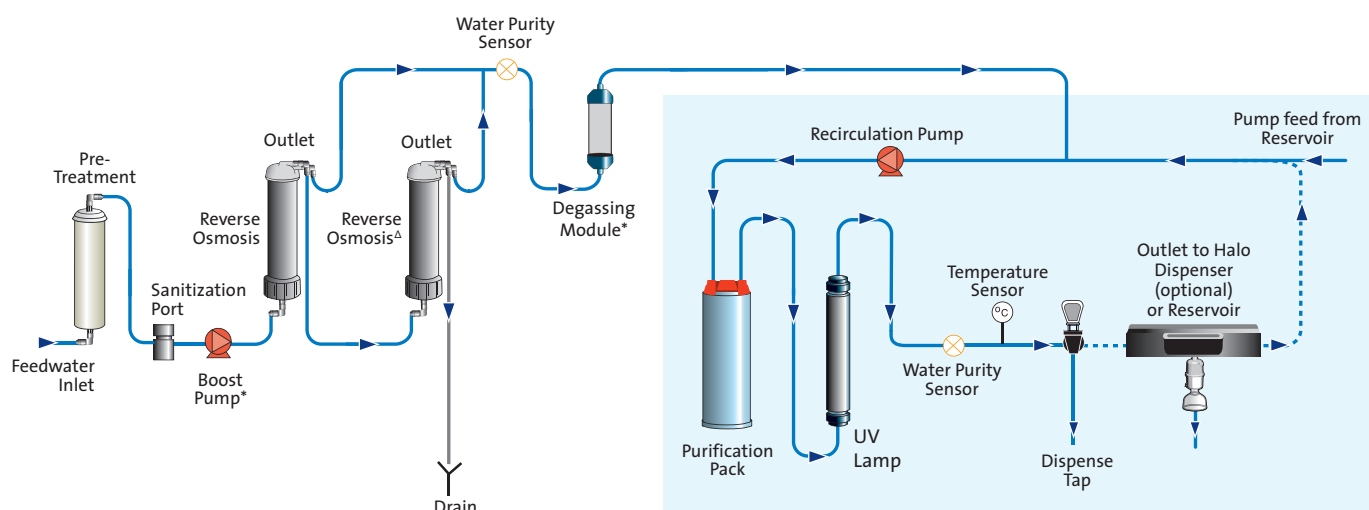 Water Purity
Sensor
Outlet
Outlet
Pre-
Treatment
Reverse
Osmosis
Reverse
OsmosisΔ
Sanitization
Port
Feedwater
Inlet
Boost
Pump*
Drain
Degassing
Module*
Recirculation Pump
Pump feed from
Reservoir
Temperature
Sensor
°C
Outlet to Halo
Dispenser
(optional)
or Reservoir
Water Purity
Sensor
Purification
Pack
UV
Lamp
Dispense
Tap